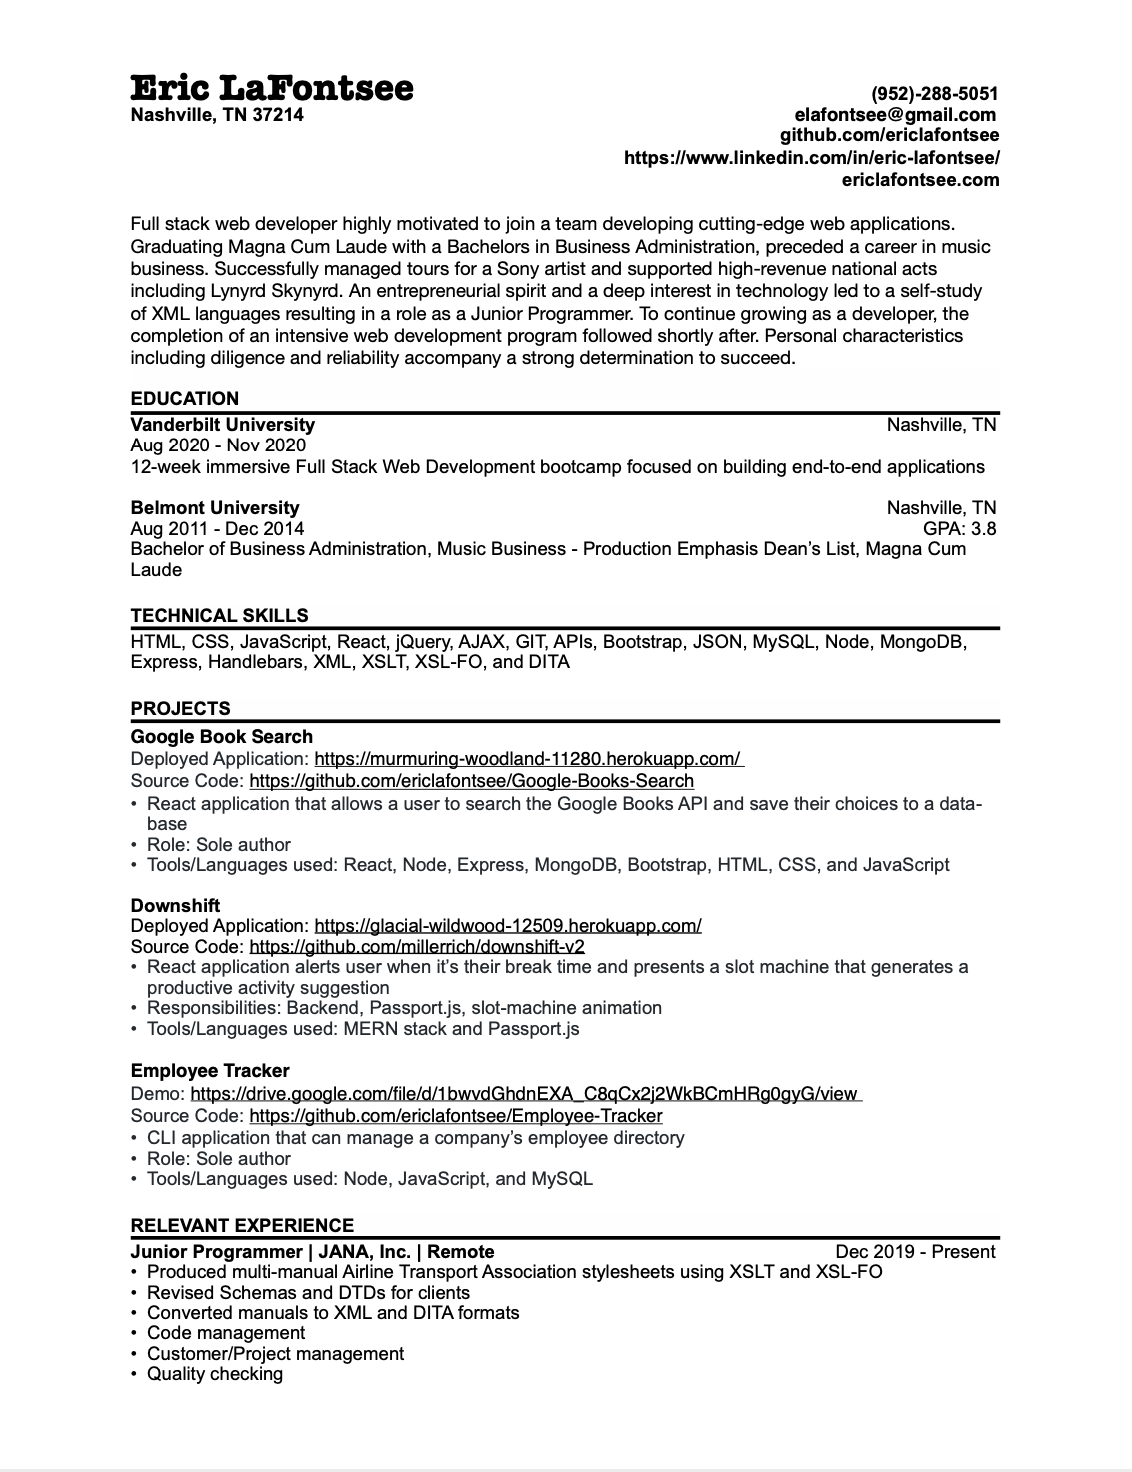 Eric LaFontsee
Nashville, TN 37214
(952)-288-5051
elafontsee@gmail.com
github.com/ericlafontsee
https://www.linkedin.com/in/eric-lafontsee/
ericlafontsee.com
Full stack web developer highly motivated to join a team developing cutting-edge web applications.
Graduating Magna Cum Laude with a Bachelors in Business Administration, preceded a career in music
business. Successfully managed tours for a Sony artist and supported high-revenue national acts
including Lynyrd Skynyrd. An entrepreneurial spirit and a deep interest in technology led to a self-study
of XML languages resulting in a role as a Junior Programmer. To continue growing as a developer, the
completion of an intensive web development program followed shortly after. Personal characteristics
including diligence and reliability accompany a strong determination to succeed.
EDUCATION
Vanderbilt University Nashville, TN
Aug 2020 - Nov 2020
12-week immersive Full Stack Web Development bootcamp focused on building end-to-end applications
Belmont University Nashville, TN
Aug 2011 - Dec 2014 GPA: 3.8
Bachelor of Business Administration, Music Business - Production Emphasis Dean’s List, Magna Cum
Laude
TECHNICAL SKILLS
HTML, CSS, JavaScript, React, jQuery, AJAX, GIT, APIs, Bootstrap, JSON, MySQL, Node, MongoDB,
Express, Handlebars, XML, XSLT, XSL-FO, and DITA
PROJECTS
Google Book Search
Deployed Application: https://murmuring-woodland-11280.herokuapp.com/
Source Code: https://github.com/ericlafontsee/Google-Books-Search
• React application that allows a user to search the Google Books API and save their choices to a data-
base
• Role: Sole author
• Tools/Languages used: React, Node, Express, MongoDB, Bootstrap, HTML, CSS, and JavaScript
Downshift
Deployed Application: https://glacial-wildwood-12509.herokuapp.com/
Source Code: https://github.com/millerrich/downshift-v2
• React application alerts user when it’s their break time and presents a slot machine that generates a
productive activity suggestion
• Responsibilities: Backend, Passport.js, slot-machine animation
• Tools/Languages used: MERN stack and Passport.js
Employee Tracker
Demo: https://drive.google.com/file/d/1bwvdGhdnEXA_C8qCx2j2WkBCmHRg0gyG/view
Source Code: https://github.com/ericlafontsee/Employee-Tracker
• CLI application that can manage a company’s employee directory
• Role: Sole author
• Tools/Languages used: Node, JavaScript, and MySQL
RELEVANT EXPERIENCE
Junior Programmer | JANA, Inc. | Remote Dec 2019 - Present
• Produced multi-manual Airline Transport Association stylesheets using XSLT and XSL-FO
• Revised Schemas and DTDs for clients
• Converted manuals to XML and DITA formats
• Code management
• Customer/Project management
• Quality checking